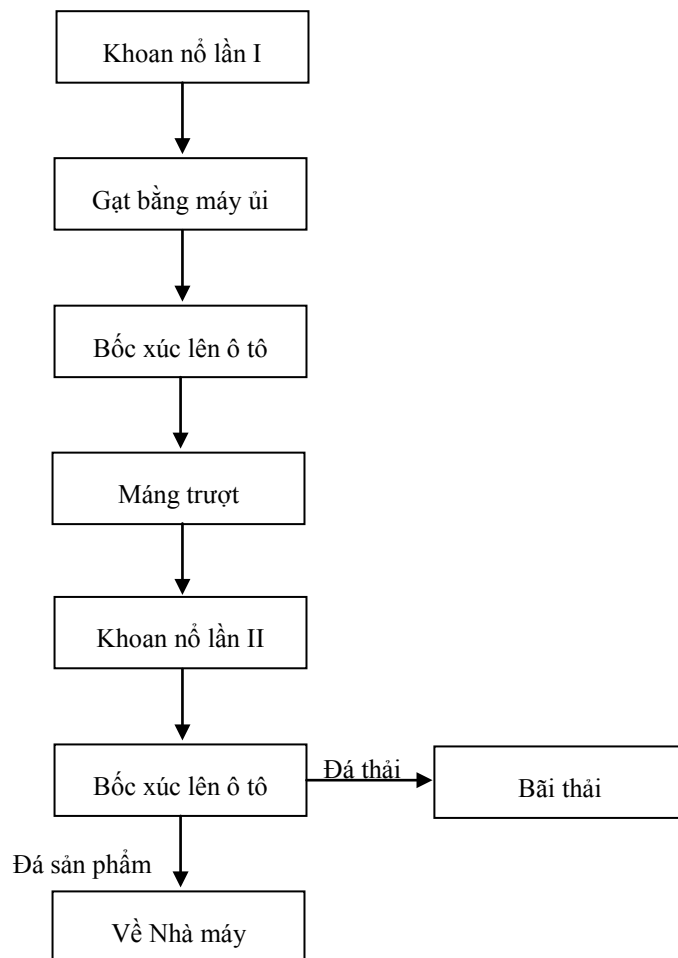 Khoan nổ lần I
Gạt bằng máy ủi
Bốc xúc lên ô tô
Máng trượt
Khoan nổ lần II
Bốc xúc lên ô tô
Đá thải
Bãi thải
Đá sản phẩm
Về Nhà máy